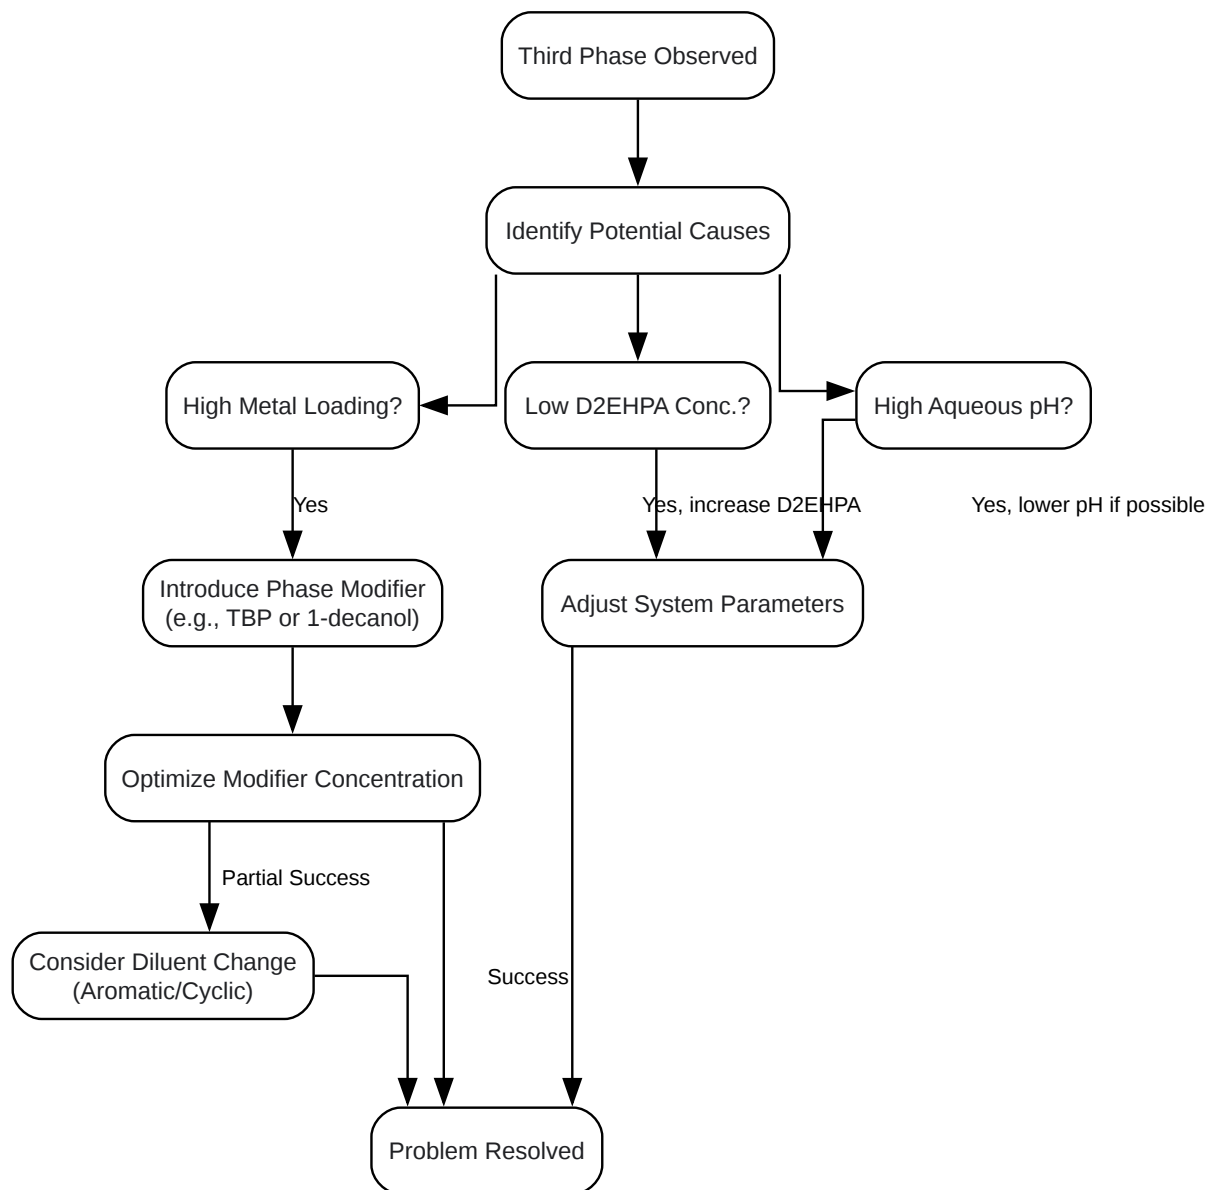 Third Phase Observed
Identify Potential Causes
High Metal Loading?
Low D2EHPA Conc.?
High Aqueous pH?
Yes
Yes, increase D2EHPA
Yes, lower pH if possible
Introduce Phase Modifier
(e.g., TBP or 1-decanol)
Adjust System Parameters
Optimize Modifier Concentration
Partial Success
Consider Diluent Change
(Aromatic/Cyclic)
Success
Problem Resolved